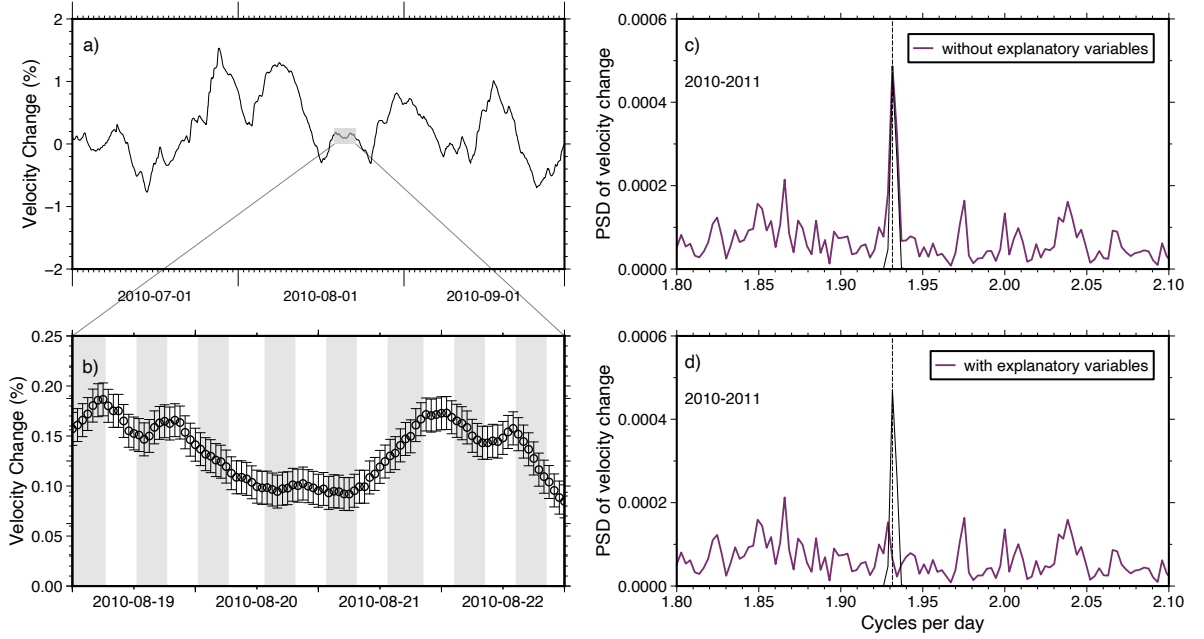 a)
Velocity Change (%)
2
1
0
−1
−2
2010-07-01 2010-08-01 2010-09-01
b)
Velocity Change (%)
0.25
0.20
0.15
0.10
0.05
0.00
2010-08-19 2010-08-20 2010-08-21 2010-08-22
c)
without explanatory variables
2010-2011
PSD of velocity change
0.0006
0.0004
0.0002
0.0000
1.80 1.85 1.90 1.95 2.00 2.05 2.10
d)
with explanatory variables
2010-2011
PSD of velocity change
0.0006
0.0004
0.0002
0.0000
1.80 1.85 1.90 1.95 2.00 2.05 2.10
Cycles per day